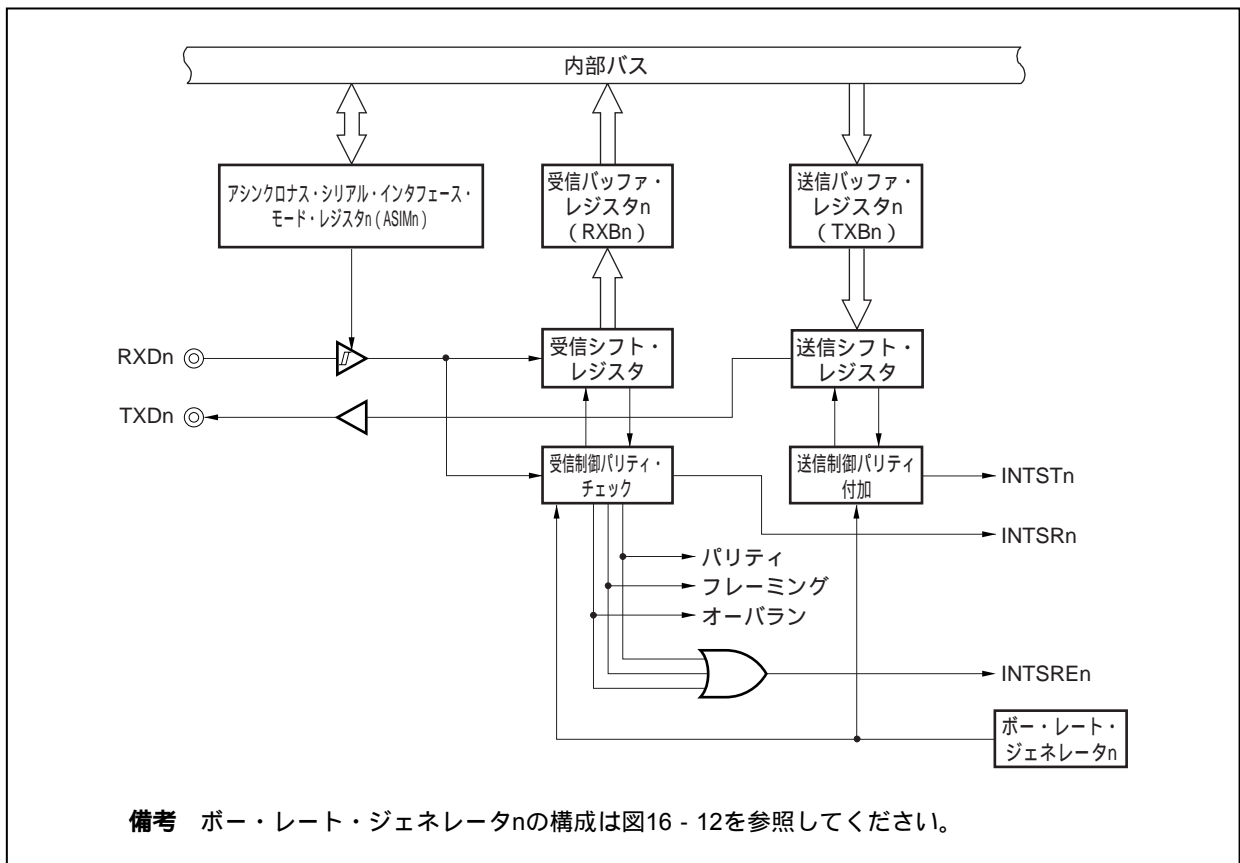 内部バス
アシンクロナス・シリアル・インタフェース・
モード・レジスタn（ASIMn）
受信バッファ・
レジスタn
（RXBn）
送信バッファ・
レジスタn
（TXBn）
RXDn
受信シフト・
レジスタ
送信シフト・
レジスタ
TXDn
受信制御パリティ・
チェック
送信制御パリティ
付加
INTSTn
INTSRn
パリティ
フレーミング
オーバラン
INTSREn
ボー・レート・
ジェネレータn
備考　ボー・レート・ジェネレータnの構成は図16 - 12を参照してください。